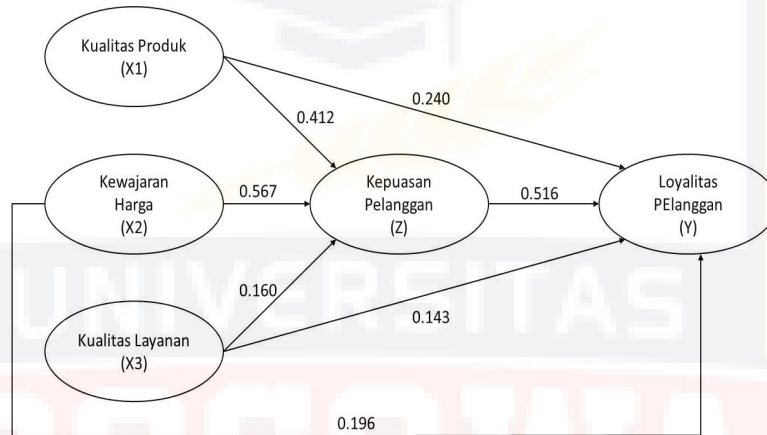 Kualitas Produk
(X1)
0.240
0.412
Kewajaran
Harga
(X2)
0.567
Kepuasan
Pelanggan
(Z)
0.516
Loyalitas
PElanggan
(Y)
0.160
UNIVERSITAS
Kualitas Layanan
(X3)
0.143
0.196